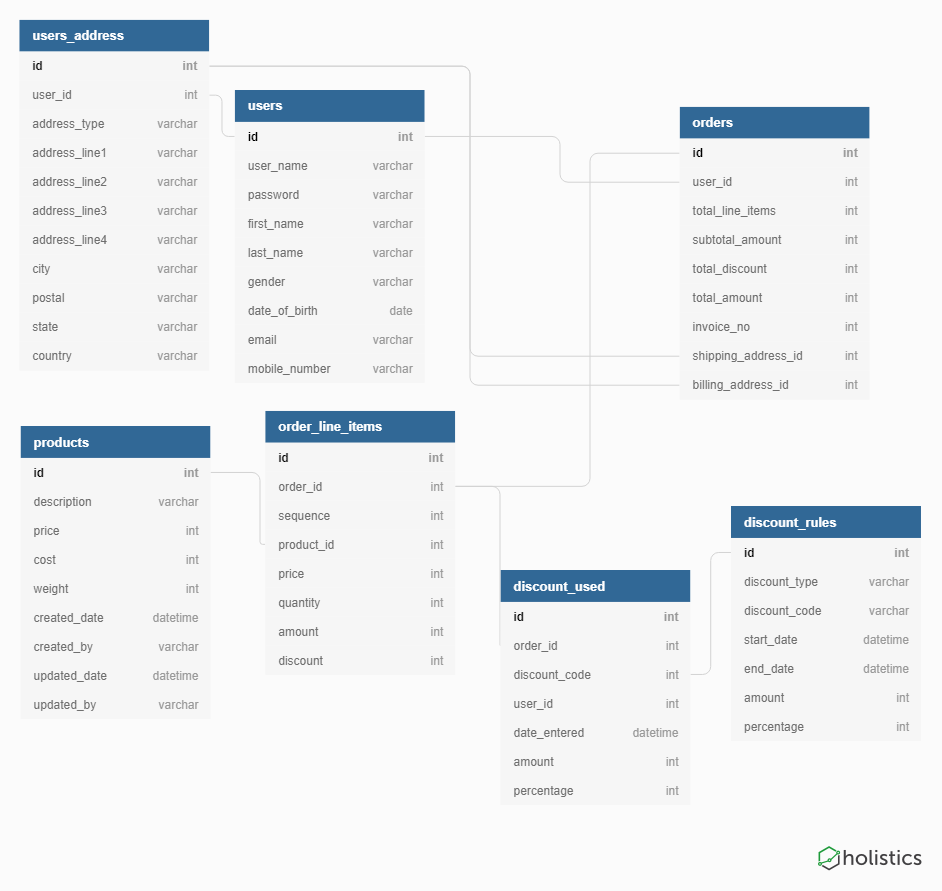 users_address
id int
user_id int
address_type varchar
address_line1 varchar
address_line2 varchar
address_line3 varchar
address_line4 varchar
city varchar
postal varchar
state varchar
country varchar
users
id int
user_name varchar
password varchar
first_name varchar
last_name varchar
gender varchar
date_of_birth date
email varchar
mobile_number varchar
orders
id int
user_id int
total_line_items int
subtotal_amount int
total_discount int
total_amount int
invoice_no int
shipping_address_id int
billing_address_id int
products
id int
description varchar
price int
cost int
weight int
created_date datetime
created_by varchar
updated_date datetime
updated_by varchar
order_line_items
id int
order_id int
sequence int
product_id int
price int
quantity int
amount int
discount int
discount_used
id int
order_id int
discount_code int
user_id int
date_entered datetime
amount int
percentage int
discount_rules
id int
discount_type varchar
discount_code varchar
start_date datetime
end_date datetime
amount int
percentage int
holistics